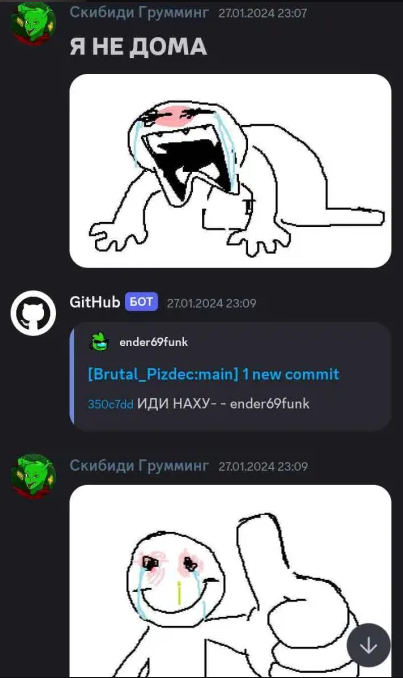 Скибиди Грумминг 27.01.2024 23:07
Я НЕ ДОМА
GitHub БОТ 27.01.2024 23:09
ender69funk
[Brutal_Pizdec:main] 1 new commit
350c7dd ИДИ НАХУ- - ender69funk
Скибиди Грумминг 27.01.2024 23:09